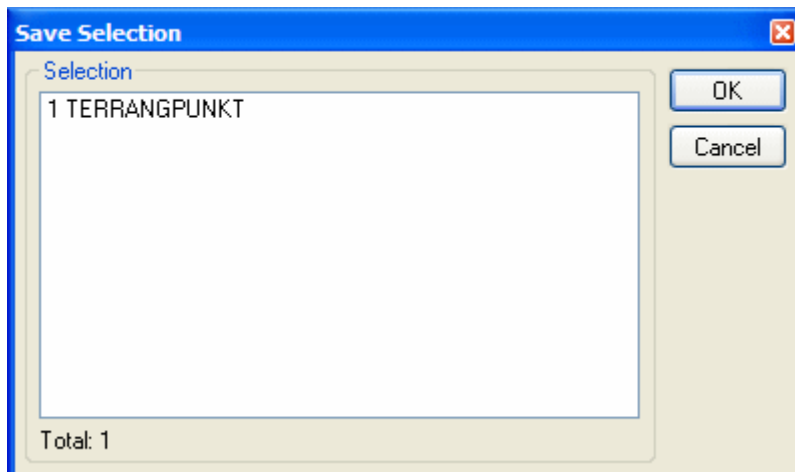 Save Selection
Selection
1 TERRANGPUNKT
OK
Cancel
Total: 1